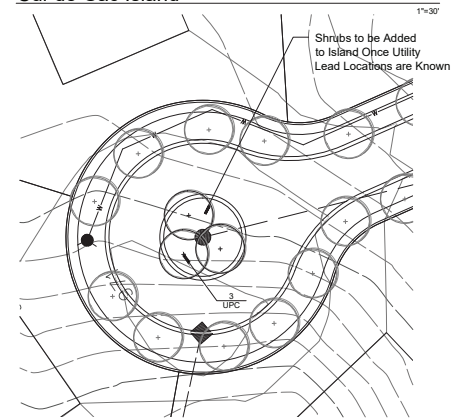 1"=30'
Shrubs to be Added
to Island Once Utility
Lead Locations are Known
W
W
W
W
3
UPC